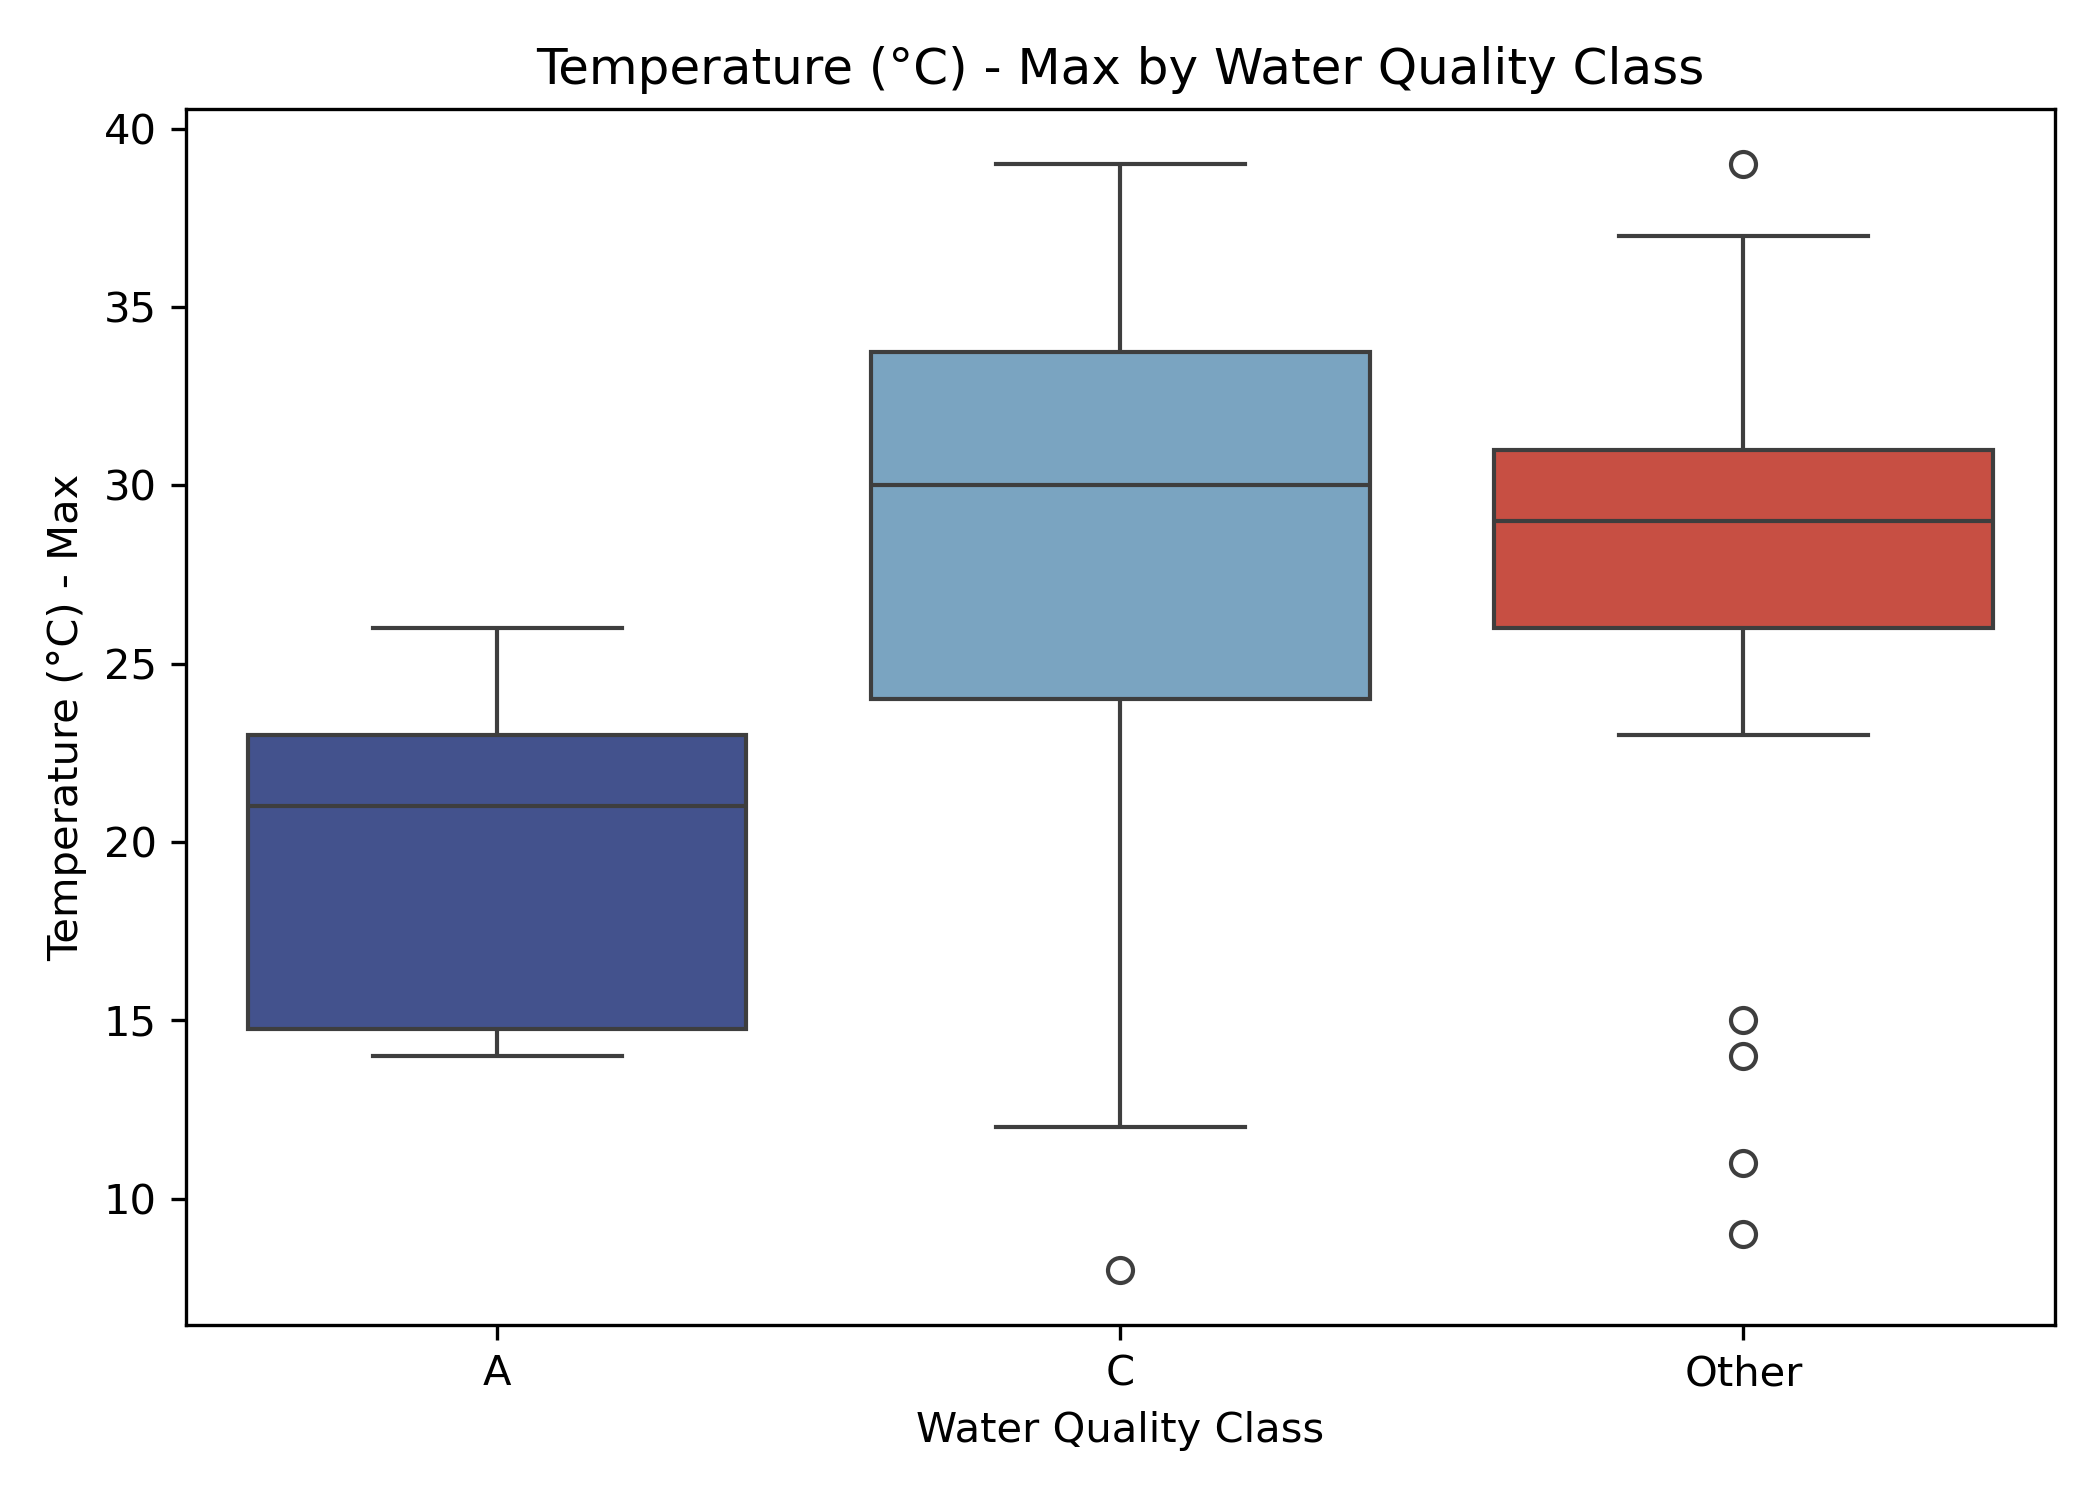 Temperature (°C) - Max by Water Quality Class
Temperature (°C) - Max
40
35
30
25
20
15
10
A
C
Other
Water Quality Class